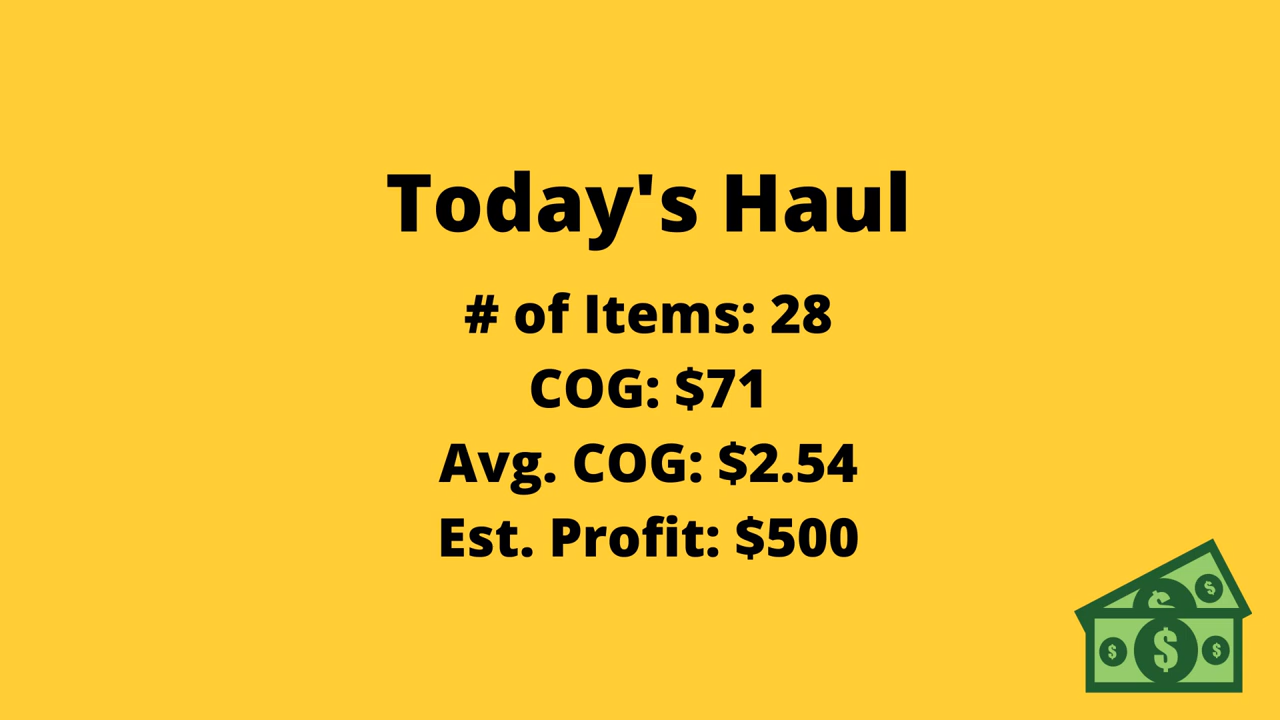 Today's Haul
# of Items: 28
COG: $71
Avg. COG: $2.54
Est. Profit: $500
$ $
$ $ $